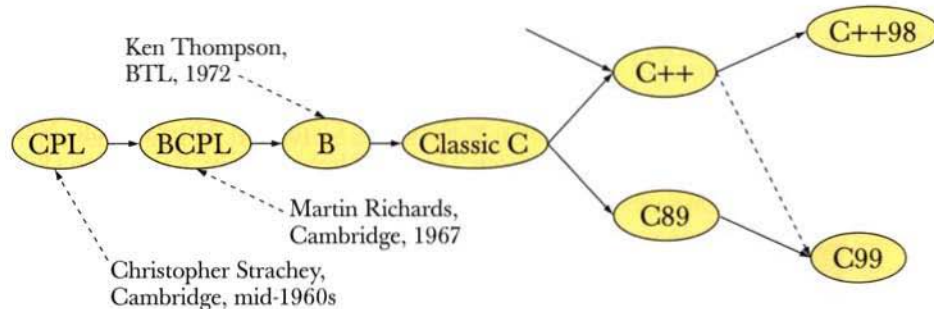 Ken Thompson,
BTL, 1972
C++98
C++
CPL
BCPL
B
Classic C
Martin Richards,
Cambridge, 1967
C89
C99
Christopher Strachey,
Cambridge, mid-1960s